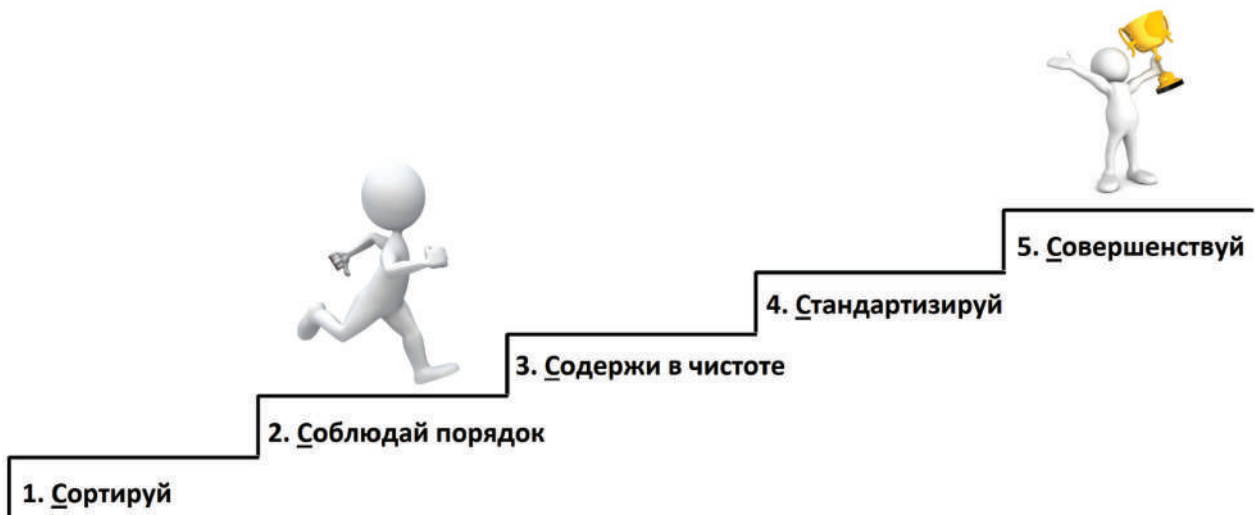 1. Сортируй
2. Соблюдай порядок
3. Содержи в чистоте
4. Стандартизируй
5. Совершенствуй